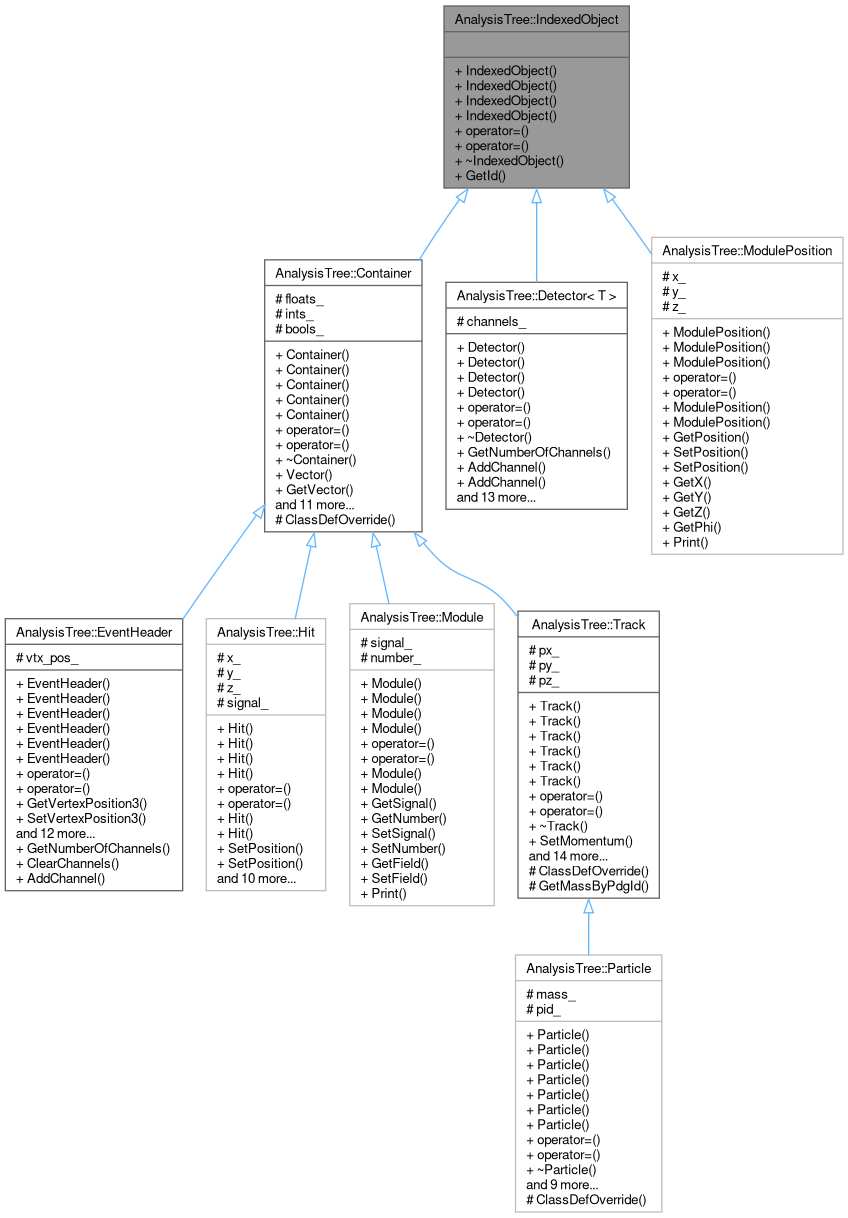 AnalysisTree::IndexedObject
+ IndexedObject()
+ IndexedObject()
+ IndexedObject()
+ IndexedObject()
+ operator=()
+ operator=()
+ ~IndexedObject()
+ GetId()
AnalysisTree::Container
# floats_
# ints_
# bools_
+ Container()
+ Container()
+ Container()
+ Container()
+ Container()
+ operator=()
+ operator=()
+ ~Container()
+ Vector()
+ GetVector()
and 11 more...
# ClassDefOverride()
AnalysisTree::Detector< T >
# channels_
+ Detector()
+ Detector()
+ Detector()
+ Detector()
+ operator=()
+ operator=()
+ ~Detector()
+ GetNumberOfChannels()
+ AddChannel()
+ AddChannel()
and 13 more...
AnalysisTree::ModulePosition
# x_
# y_
# z_
+ ModulePosition()
+ ModulePosition()
+ ModulePosition()
+ operator=()
+ operator=()
+ ModulePosition()
+ ModulePosition()
+ GetPosition()
+ SetPosition()
+ SetPosition()
+ GetX()
+ GetY()
+ GetZ()
+ GetPhi()
+ Print()
AnalysisTree::EventHeader
# vtx_pos_
+ EventHeader()
+ EventHeader()
+ EventHeader()
+ EventHeader()
+ EventHeader()
+ EventHeader()
+ operator=()
+ operator=()
+ GetVertexPosition3()
+ SetVertexPosition3()
and 12 more...
+ GetNumberOfChannels()
+ ClearChannels()
+ AddChannel()
AnalysisTree::Hit
# x_
# y_
# z_
# signal_
+ Hit()
+ Hit()
+ Hit()
+ Hit()
+ operator=()
+ operator=()
+ Hit()
+ Hit()
+ SetPosition()
+ SetPosition()
and 10 more...
AnalysisTree::Module
# signal_
# number_
+ Module()
+ Module()
+ Module()
+ Module()
+ operator=()
+ operator=()
+ Module()
+ Module()
+ GetSignal()
+ GetNumber()
+ SetSignal()
+ SetNumber()
+ GetField()
+ SetField()
+ Print()
AnalysisTree::Track
# px_
# py_
# pz_
+ Track()
+ Track()
+ Track()
+ Track()
+ Track()
+ Track()
+ operator=()
+ operator=()
+ ~Track()
+ SetMomentum()
and 14 more...
# ClassDefOverride()
# GetMassByPdgId()
AnalysisTree::Particle
# mass_
# pid_
+ Particle()
+ Particle()
+ Particle()
+ Particle()
+ Particle()
+ Particle()
+ Particle()
+ operator=()
+ operator=()
+ ~Particle()
and 9 more...
# ClassDefOverride()